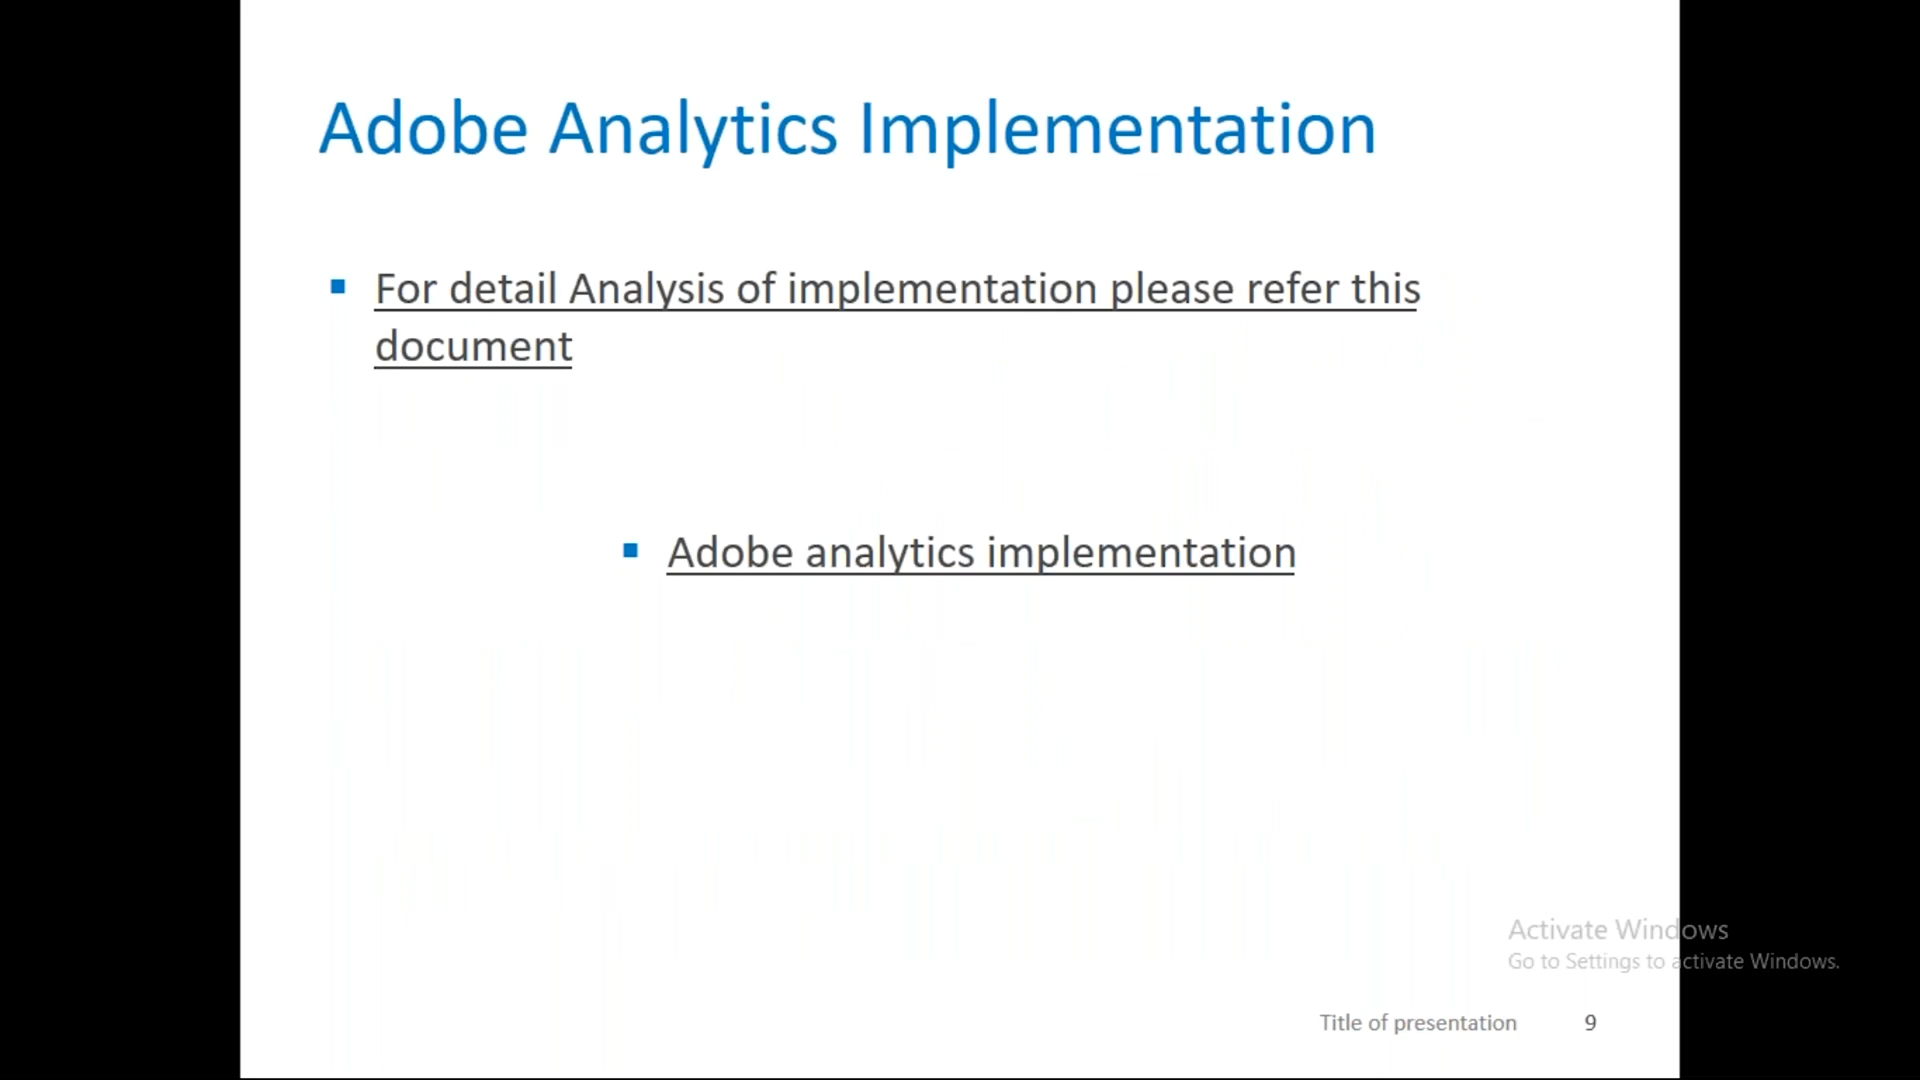 Adobe Analytics Implementation
▪ For detail Analysis of implementation please refer this
document
▪ Adobe analytics implementation
Activate Windows
Go to Settings to activate Windows.
Title of presentation 9